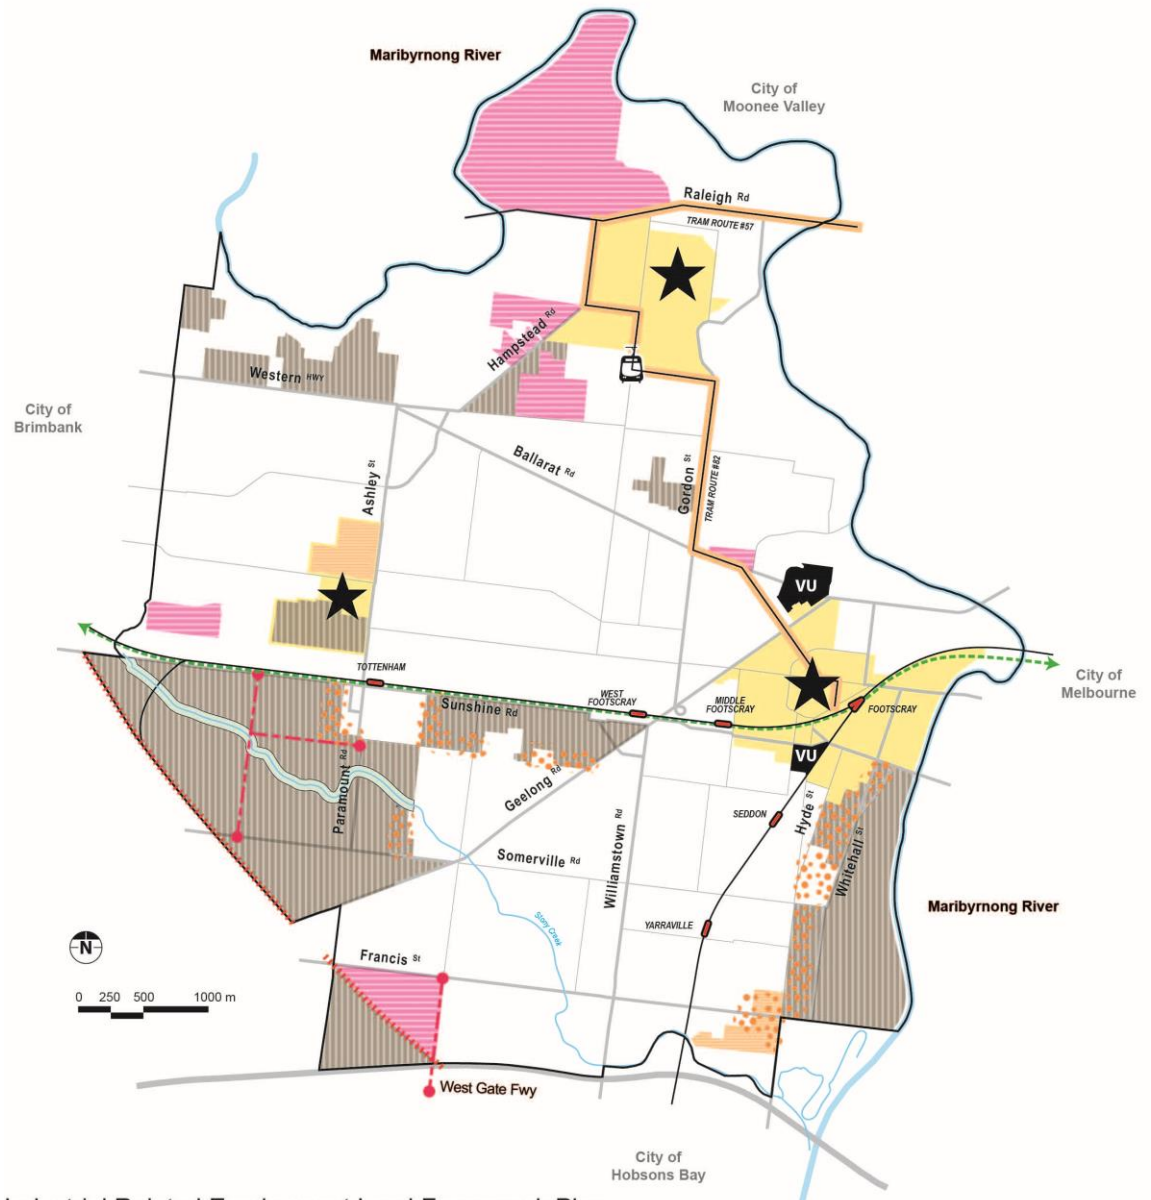 Maribyrnong River
City of
Moonee Valley
Raleigh Rd
TRAM ROUTE #57
Hampstead Rd
Western HWY
City of
Brimbank
Ballarat Rd
Ashley St
Gordon St
TRAM ROUTE #82
VU
TOTTENHAM
WEST
FOOTSCRAY
MIDDLE
FOOTSCRAY
FOOTSCRAY
City of
Melbourne
Sunshine Rd
VU
Geelong Rd
Paramount Rd
SEDDON
Hyde St
Whitehall St
Somerville Rd
Williamstown Rd
YARRAVILLE
Maribyrnong River
Stony Creek
N
Francis St
0 250 500 1000 m
West Gate Fwy
City of
Hobsons Bay